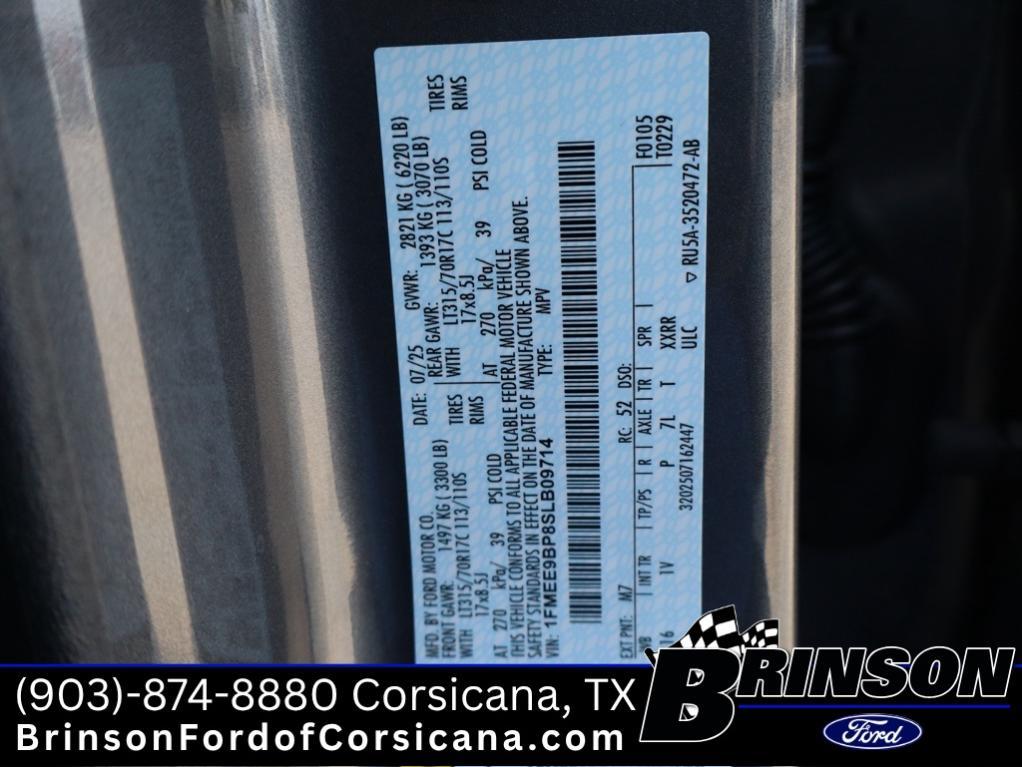 MFD. BY FORD MOTOR CO.
DATE: 07/25 GVWR: 2821 KG ( 6220 LB)
FRONT GAWR: 1497 KG ( 3300 LB) REAR GAWR: 1393 KG ( 3070 LB)
WITH LT315/70R17C 113/110S TIRES WITH LT315/70R17C 113/110S TIRES
17x8.5J RIMS 17x8.5J RIMS
AT 270 kPa/ 39 PSI COLD AT 270 kPa/ 39 PSI COLD
THIS VEHICLE CONFORMS TO ALL APPLICABLE FEDERAL MOTOR VEHICLE
SAFETY STANDARDS IN EFFECT ON THE DATE OF MANUFACTURE SHOWN ABOVE.
VIN: 1FMEE9BP8SLB09714 TYPE: MPV
EXT PNT: M7 RC: 52 DSO: F0105
INT TR TP/PS R AXLE TR SPR T0229
16 1V P 7L T XXRR
ULC
3202507162447 ▽ RU5A-3520472-AB
(903)-874-8880 Corsicana, TX
BrinsonFordofCorsicana.com
BRINSON
Ford